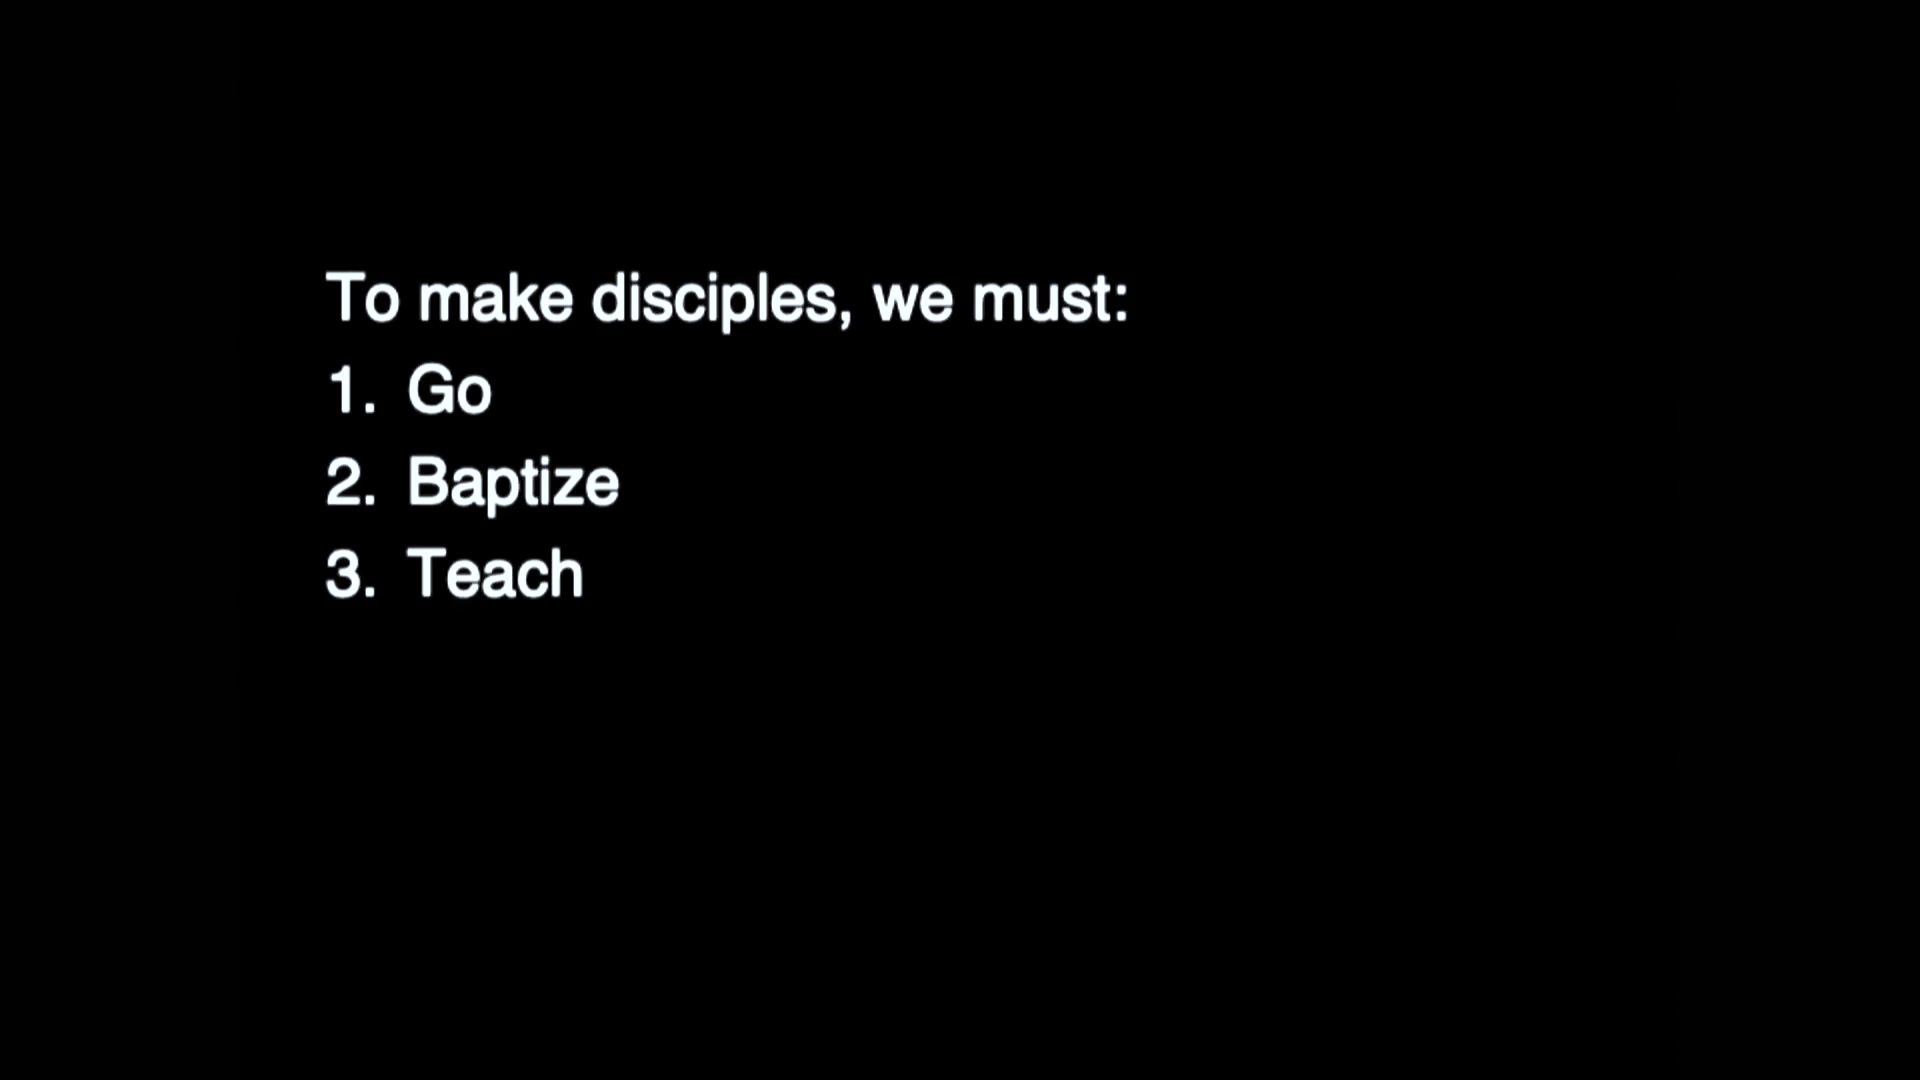 To make disciples, we must:
1. Go
2. Baptize
3. Teach